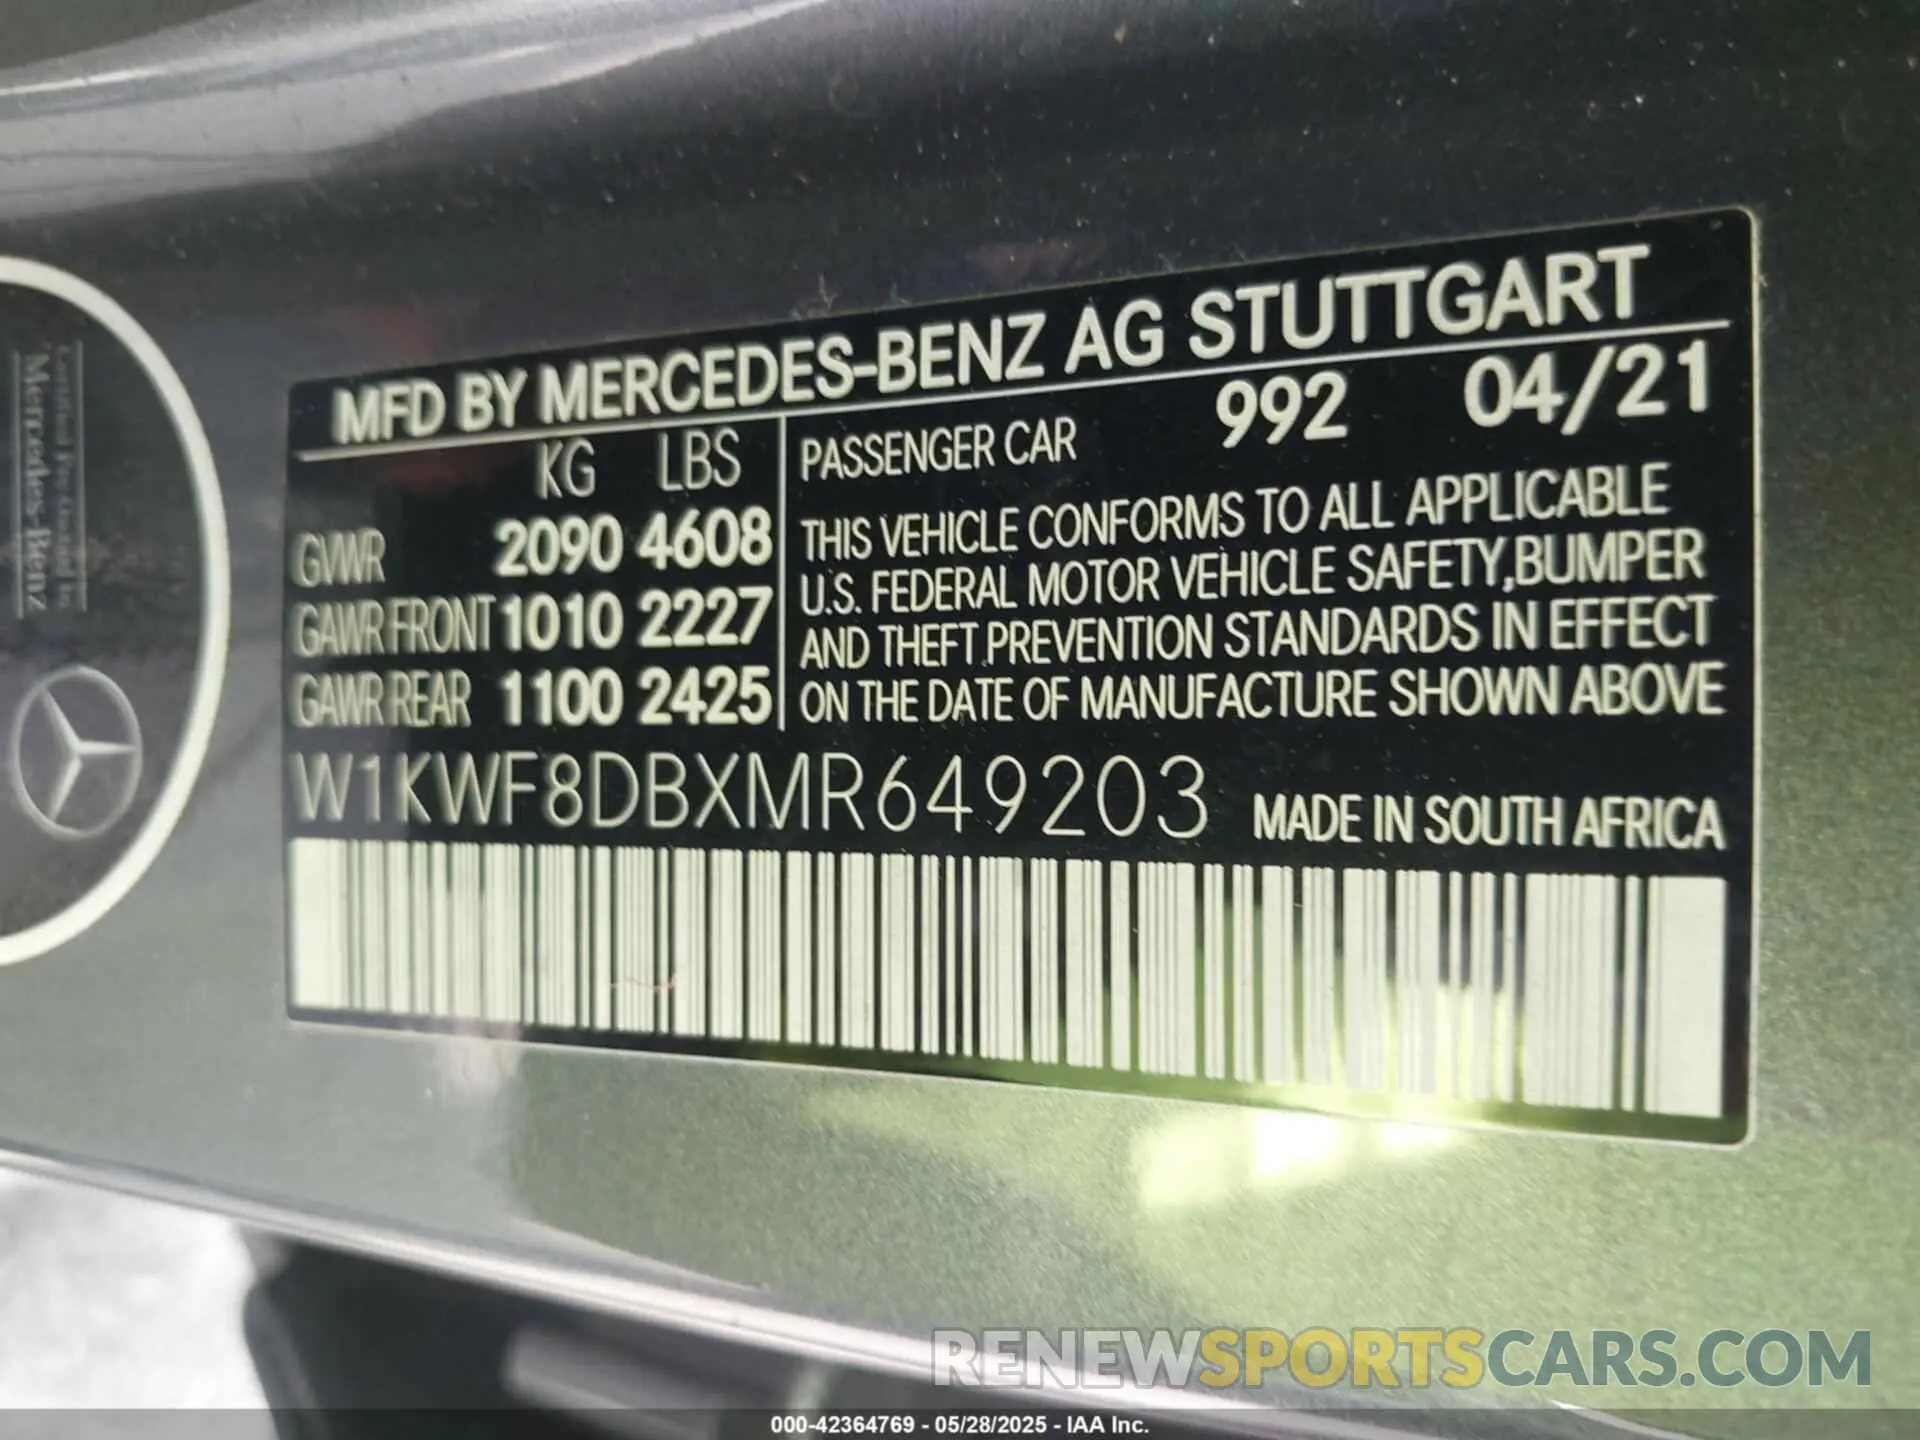 MFD BY MERCEDES-BENZ AG STUTTGART
KG LBS
GVWR 2090 4608
GAWR FRONT 1010 2227
GAWR REAR 1100 2425
PASSENGER CAR 992 04/21
THIS VEHICLE CONFORMS TO ALL APPLICABLE
U.S. FEDERAL MOTOR VEHICLE SAFETY,BUMPER
AND THEFT PREVENTION STANDARDS IN EFFECT
ON THE DATE OF MANUFACTURE SHOWN ABOVE
W1KWF8DBXMR649203 MADE IN SOUTH AFRICA
Mercedes-Benz
RENEWSPORTSCARS.COM
000-42364769 - 05/28/2025 - IAA Inc.